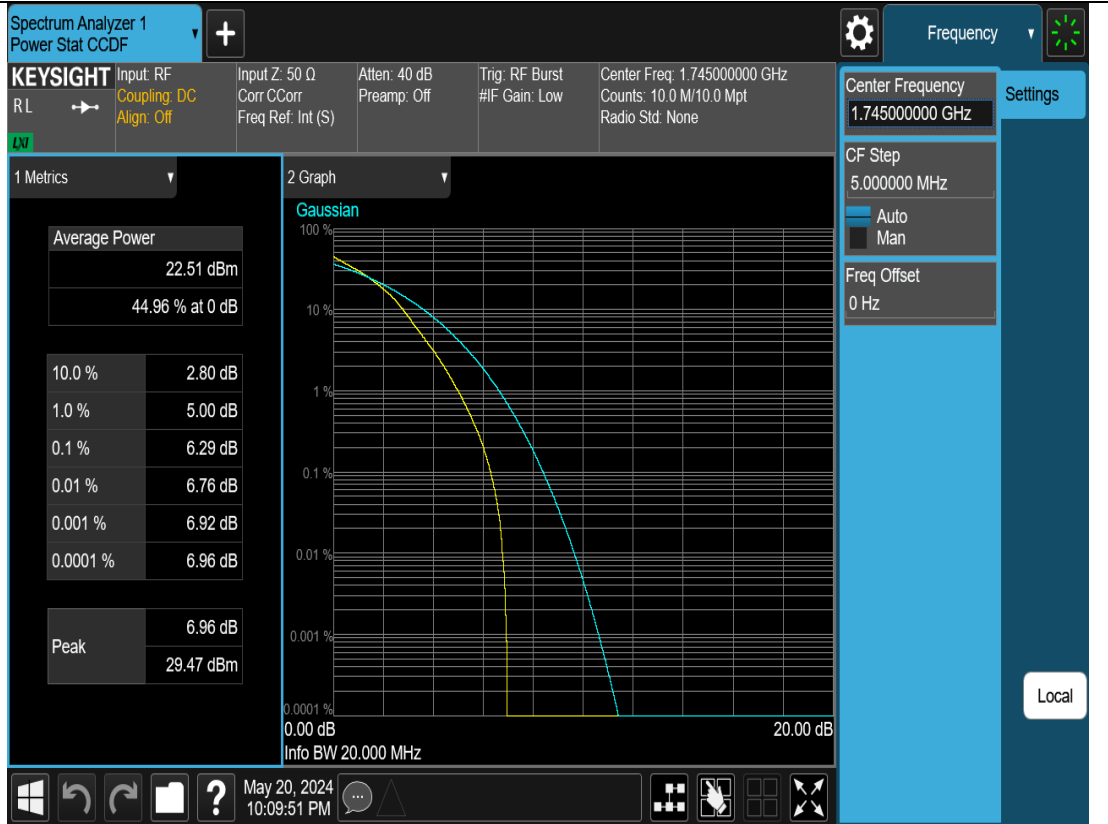 Spectrum Analyzer 1
Power Stat CCDF
Frequency
KEYSIGHT
RL
LXI
Input: RF
Coupling: DC
Align: Off
Input Z: 50 Ω
Corr CCorr
Freq Ref: Int (S)
Atten: 40 dB
Preamp: Off
Trig: RF Burst
#IF Gain: Low
Center Freq: 1.745000000 GHz
Counts: 10.0 M/10.0 Mpt
Radio Std: None
Center Frequency
1.745000000 GHz
Settings
CF Step
5.000000 MHz
Auto
Man
Freq Offset
0 Hz
1 Metrics
Average Power
22.51 dBm
44.96 % at 0 dB
10.0 % 2.80 dB
1.0 % 5.00 dB
0.1 % 6.29 dB
0.01 % 6.76 dB
0.001 % 6.92 dB
0.0001 % 6.96 dB
Peak
6.96 dB
29.47 dBm
2 Graph
Gaussian
100 %
10 %
1 %
0.1 %
0.01 %
0.001 %
0.0001 %
0.00 dB 20.00 dB
Info BW 20.000 MHz
Local
?
May 20, 2024
10:09:51 PM